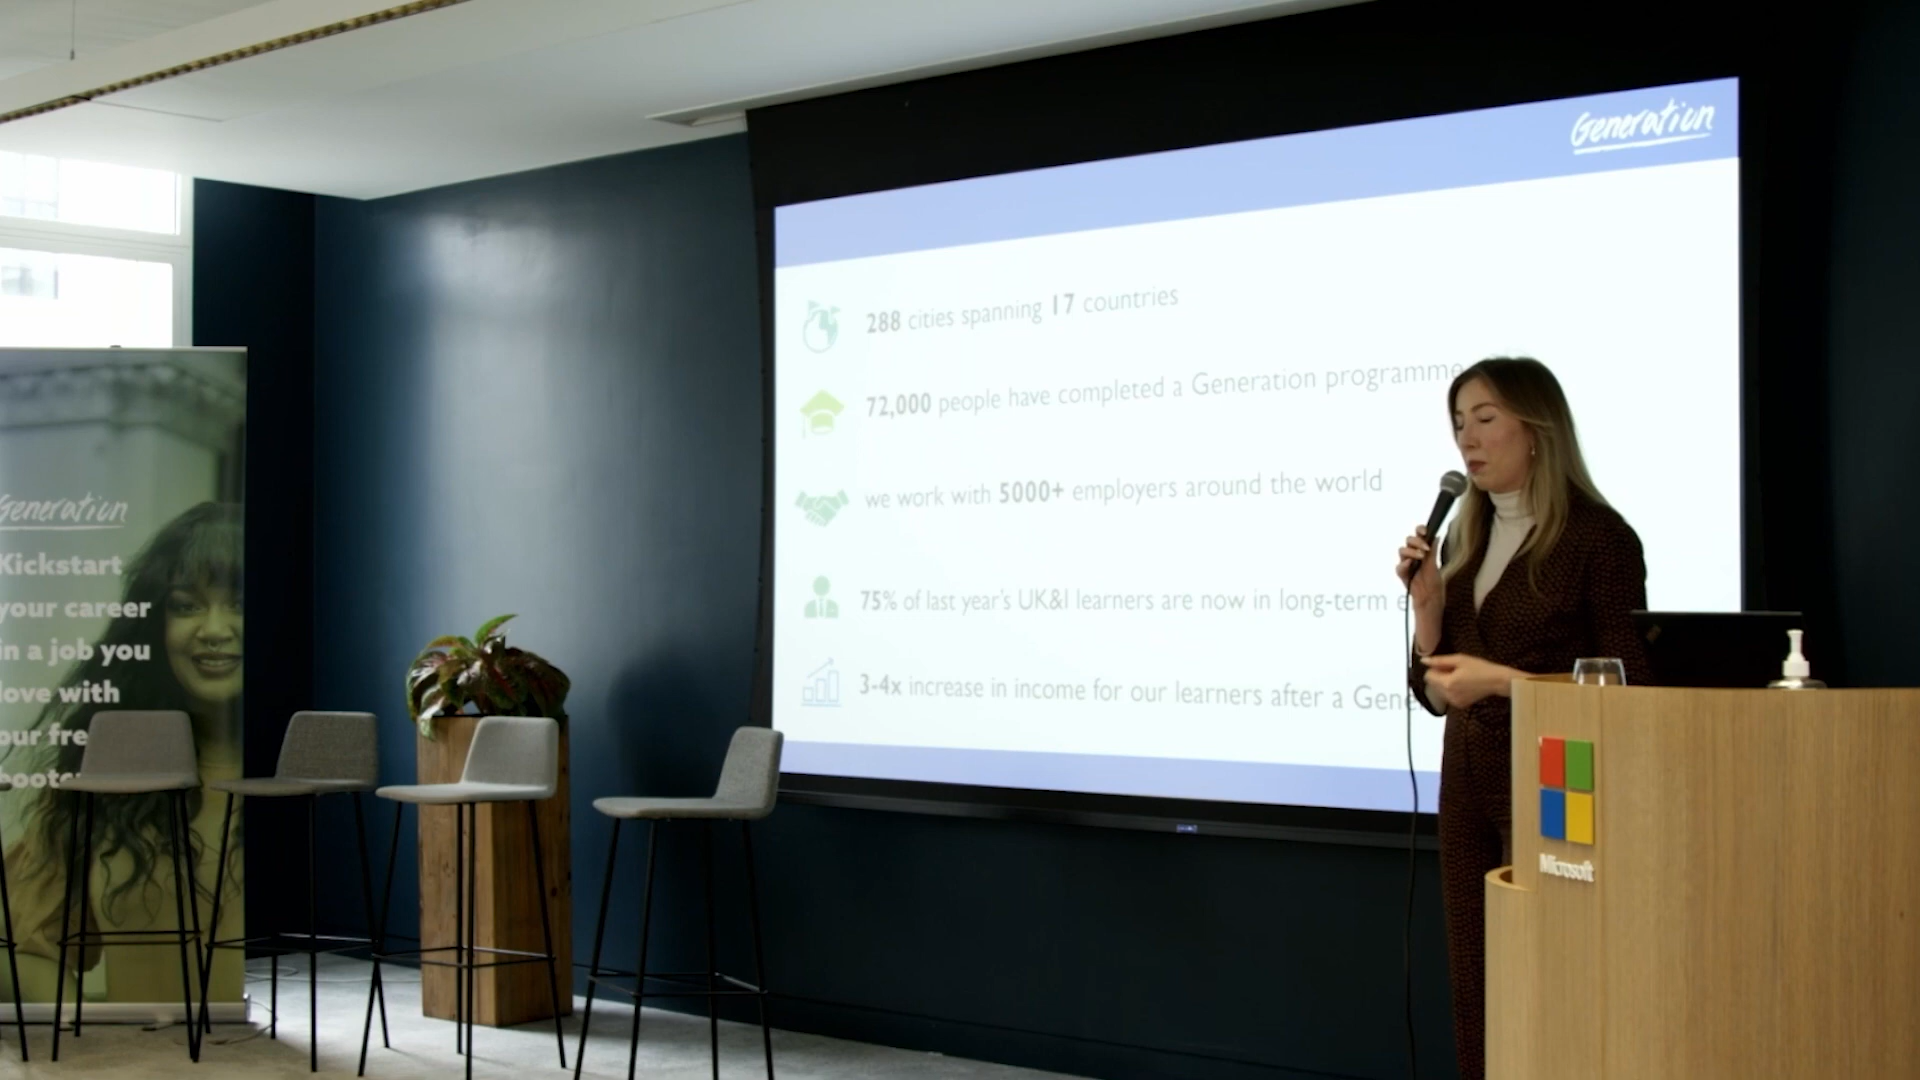 Generation
288 cities spanning 17 countries
72,000 people have completed a Generation programme
we work with 5000+ employers around the world
75% of last year's UK&I learners are now in long-term
3-4x increase in income for our learners after a
Generation
Kickstart
your career
in a job you
love with
our
Microsoft